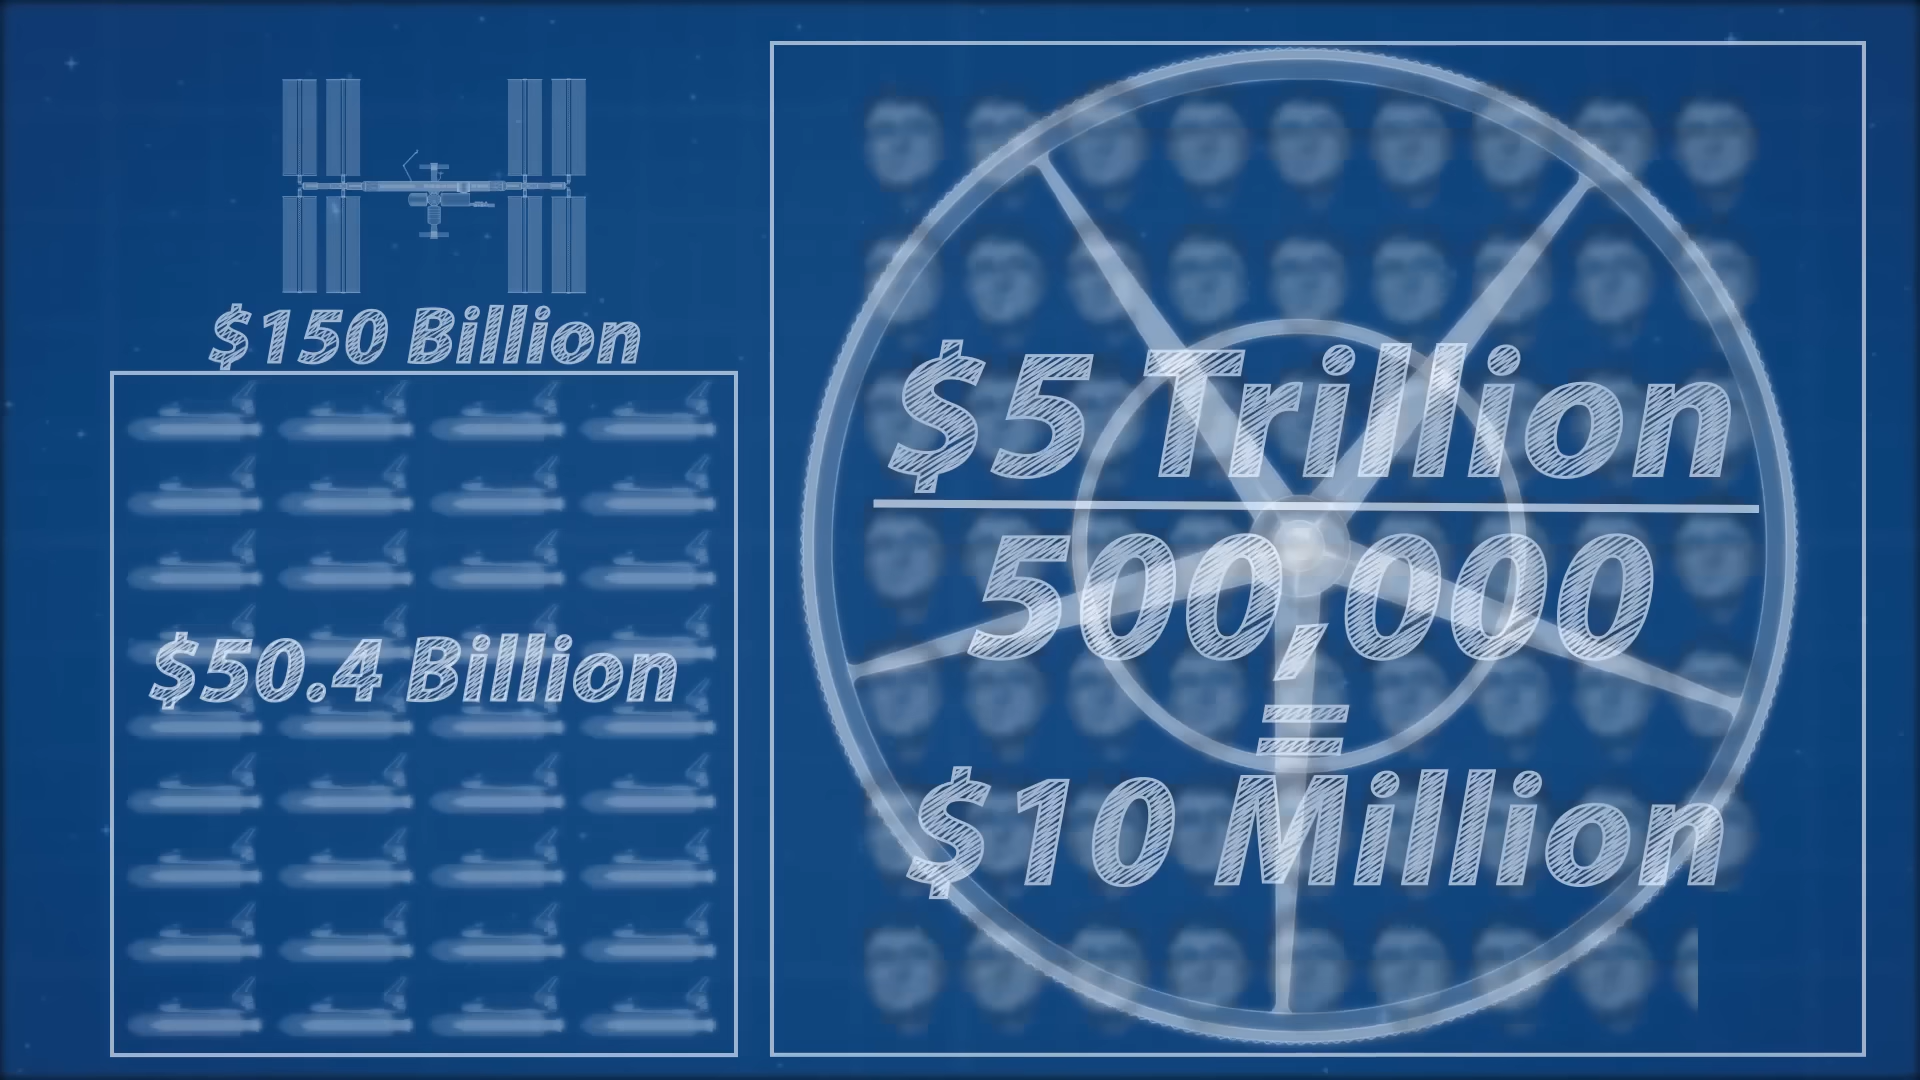 $150 Billion
$50.4 Billion
$5 Trillion
500,000
=
$10 Million